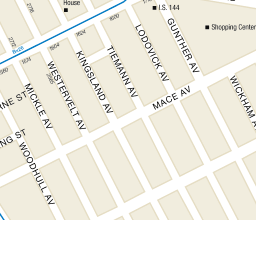 House
I.S. 144
Shopping Center
GUNTHER AV
LODOVICK AV
TIEMANN AV
KINGSLAND AV
WESTERVELT AV
MICKLE AV
WOODHULL AV
MACE AV
WICKHAM A
NE ST
NG ST